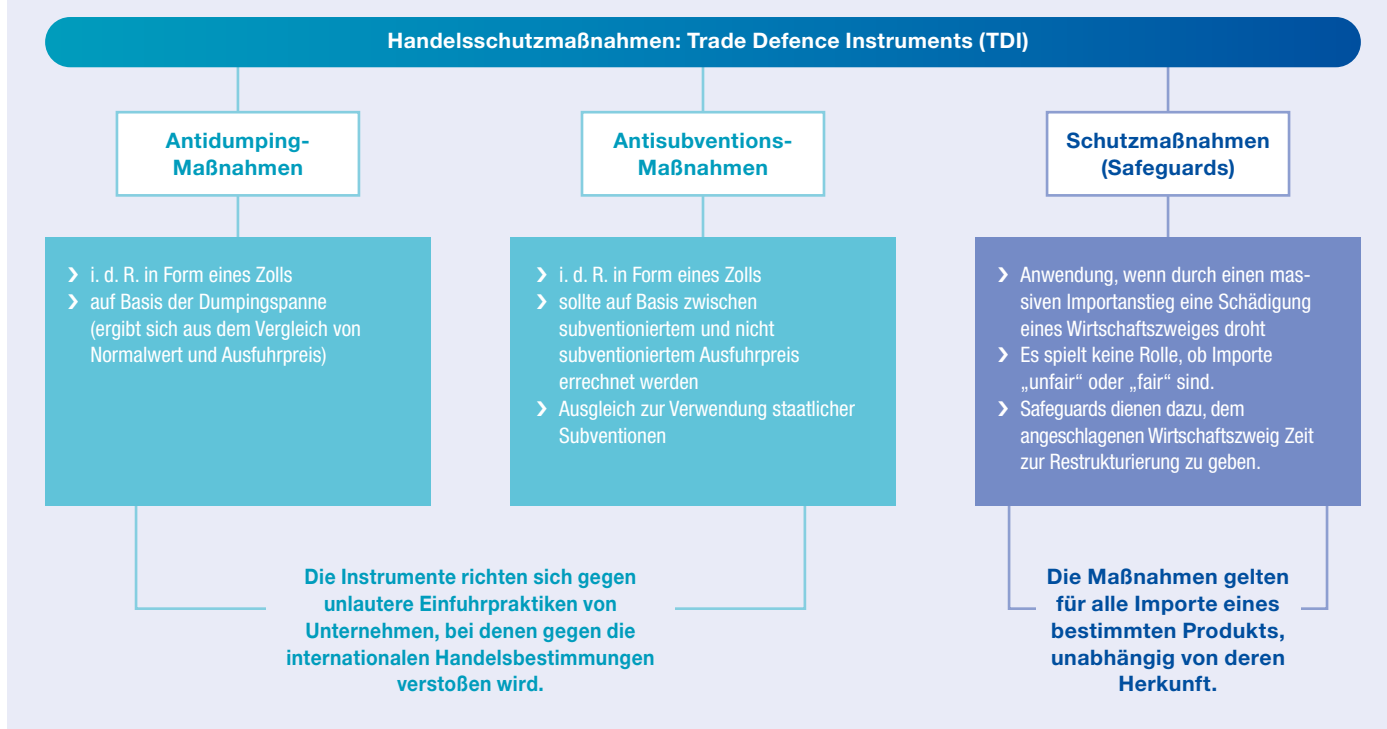 Handelsschutzmaßnahmen: Trade Defence Instruments (TDI)
Antidumping-
Maßnahmen
❯ i. d. R. in Form eines Zolls
❯ auf Basis der Dumpingspanne
(ergibt sich aus dem Vergleich von
Normalwert und Ausfuhrpreis)
Antisubventions-
Maßnahmen
❯ i. d. R. in Form eines Zolls
❯ sollte auf Basis zwischen
subventioniertem und nicht
subventioniertem Ausfuhrpreis
errechnet werden
❯ Ausgleich zur Verwendung staatlicher
Subventionen
Die Instrumente richten sich gegen
unlautere Einfuhrpraktiken von
Unternehmen, bei denen gegen die
internationalen Handelsbestimmungen
verstoßen wird.
Schutzmaßnahmen
(Safeguards)
❯ Anwendung, wenn durch einen mas-
siven Importanstieg eine Schädigung
eines Wirtschaftszweiges droht
❯ Es spielt keine Rolle, ob Importe
„unfair“ oder „fair“ sind.
❯ Safeguards dienen dazu, dem
angeschlagenen Wirtschaftszweig Zeit
zur Restrukturierung zu geben.
Die Maßnahmen gelten
für alle Importe eines
bestimmten Produkts,
unabhängig von deren
Herkunft.